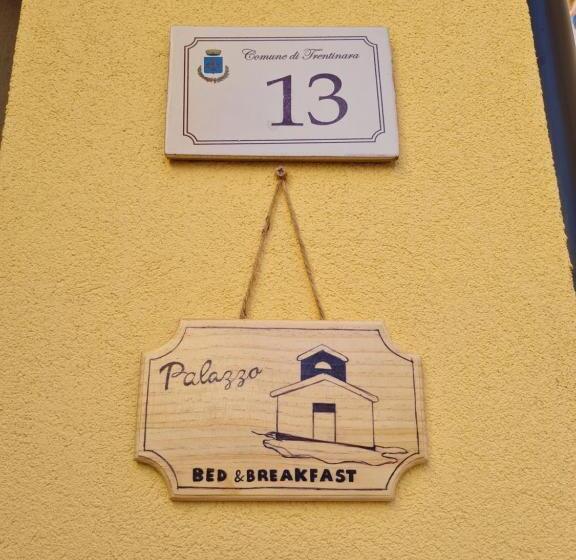 Comune di Trentinara
13
Palazzo
BED & BREAKFAST